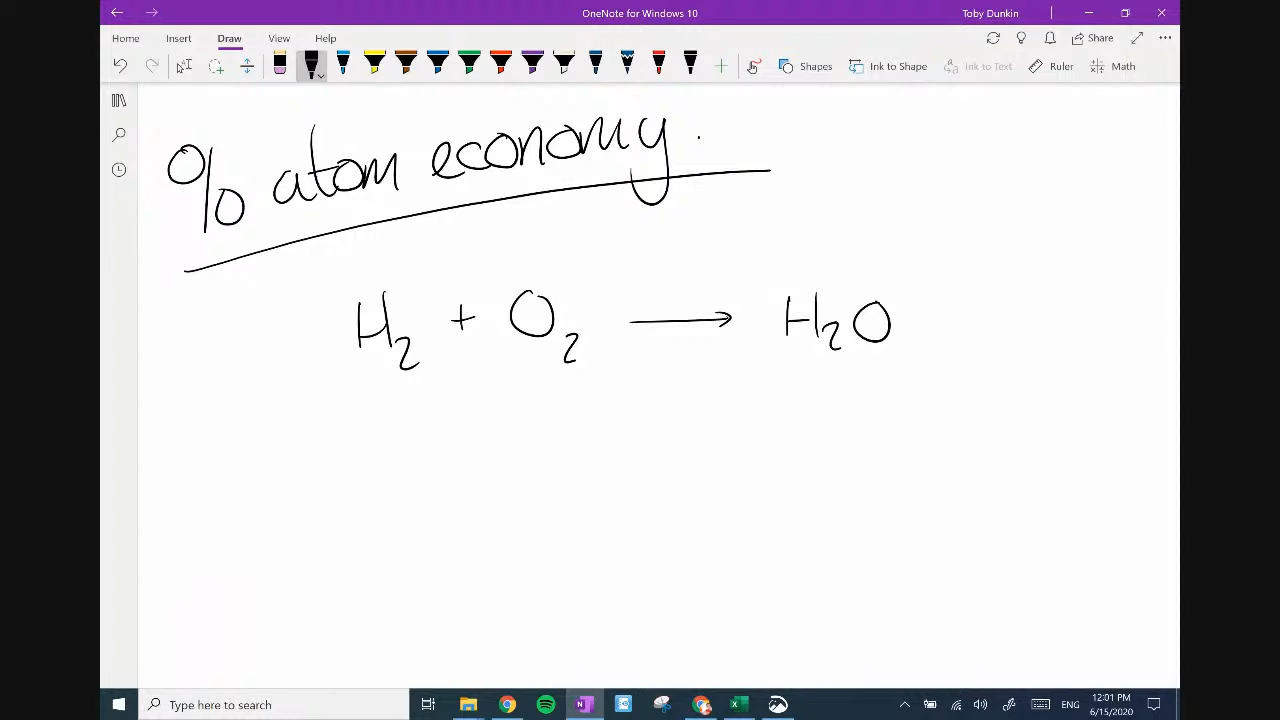 OneNote for Windows 10
Toby Dunkin
Home Insert Draw View Help
Share
Shapes Ink to Shape Ink to Text Ruler Math
% atom economy.
H₂ + O₂ → H₂O
Type here to search
ENG
12:01 PM
6/15/2020